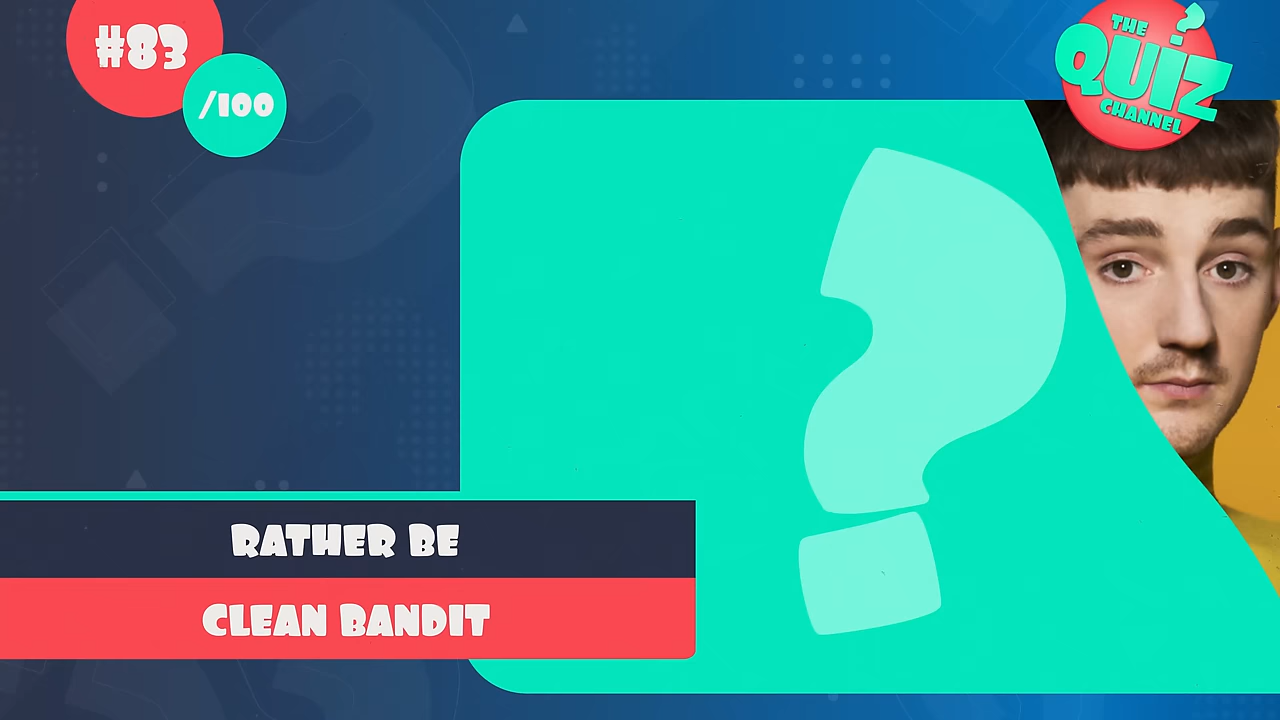 #83
/100
THE
QUIZ
CHANNEL
RATHER BE
CLEAN BANDIT